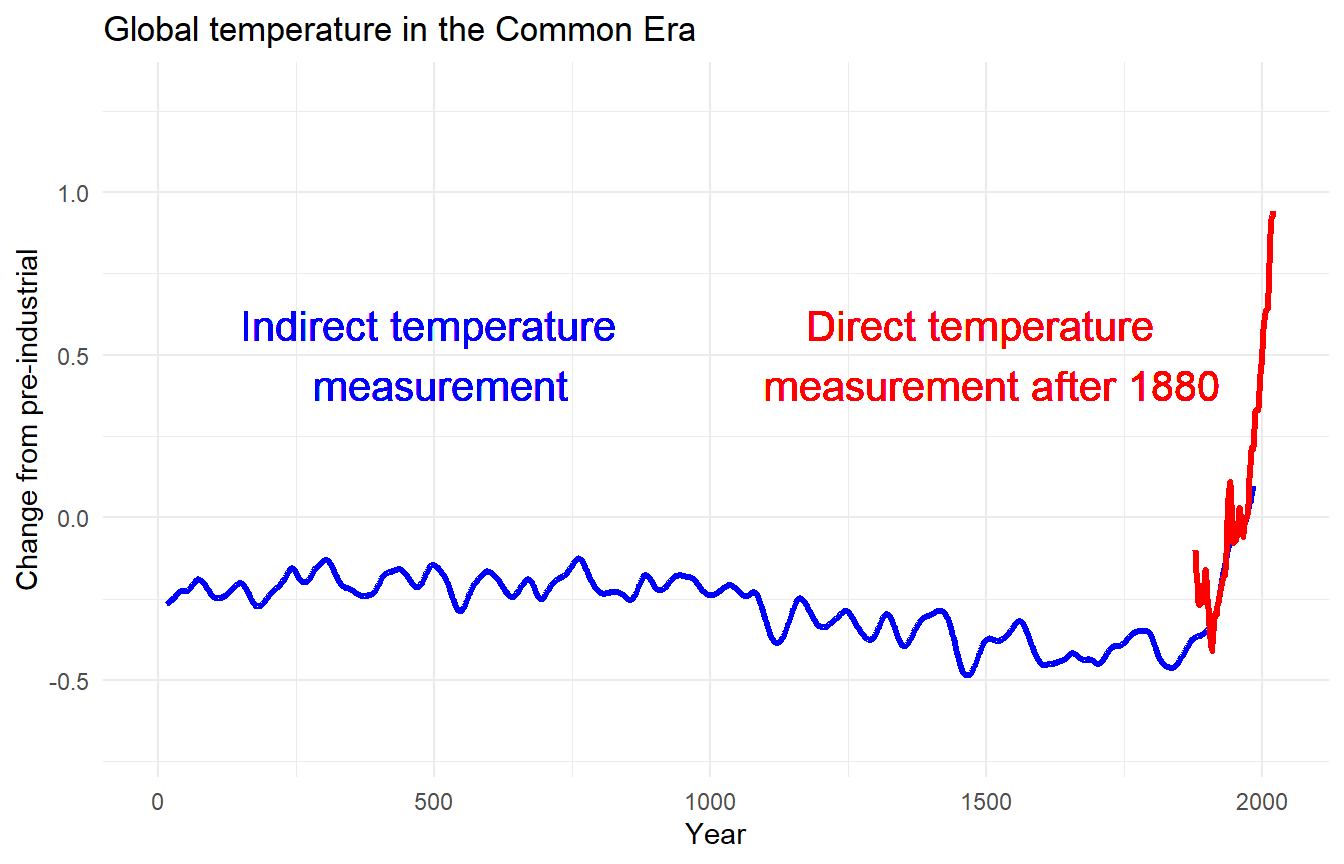 Global temperature in the Common Era
Change from pre-industrial
1.0
0.5
0.0
-0.5
Indirect temperature
measurement
Direct temperature
measurement after 1880
0
500
1000
1500
2000
Year